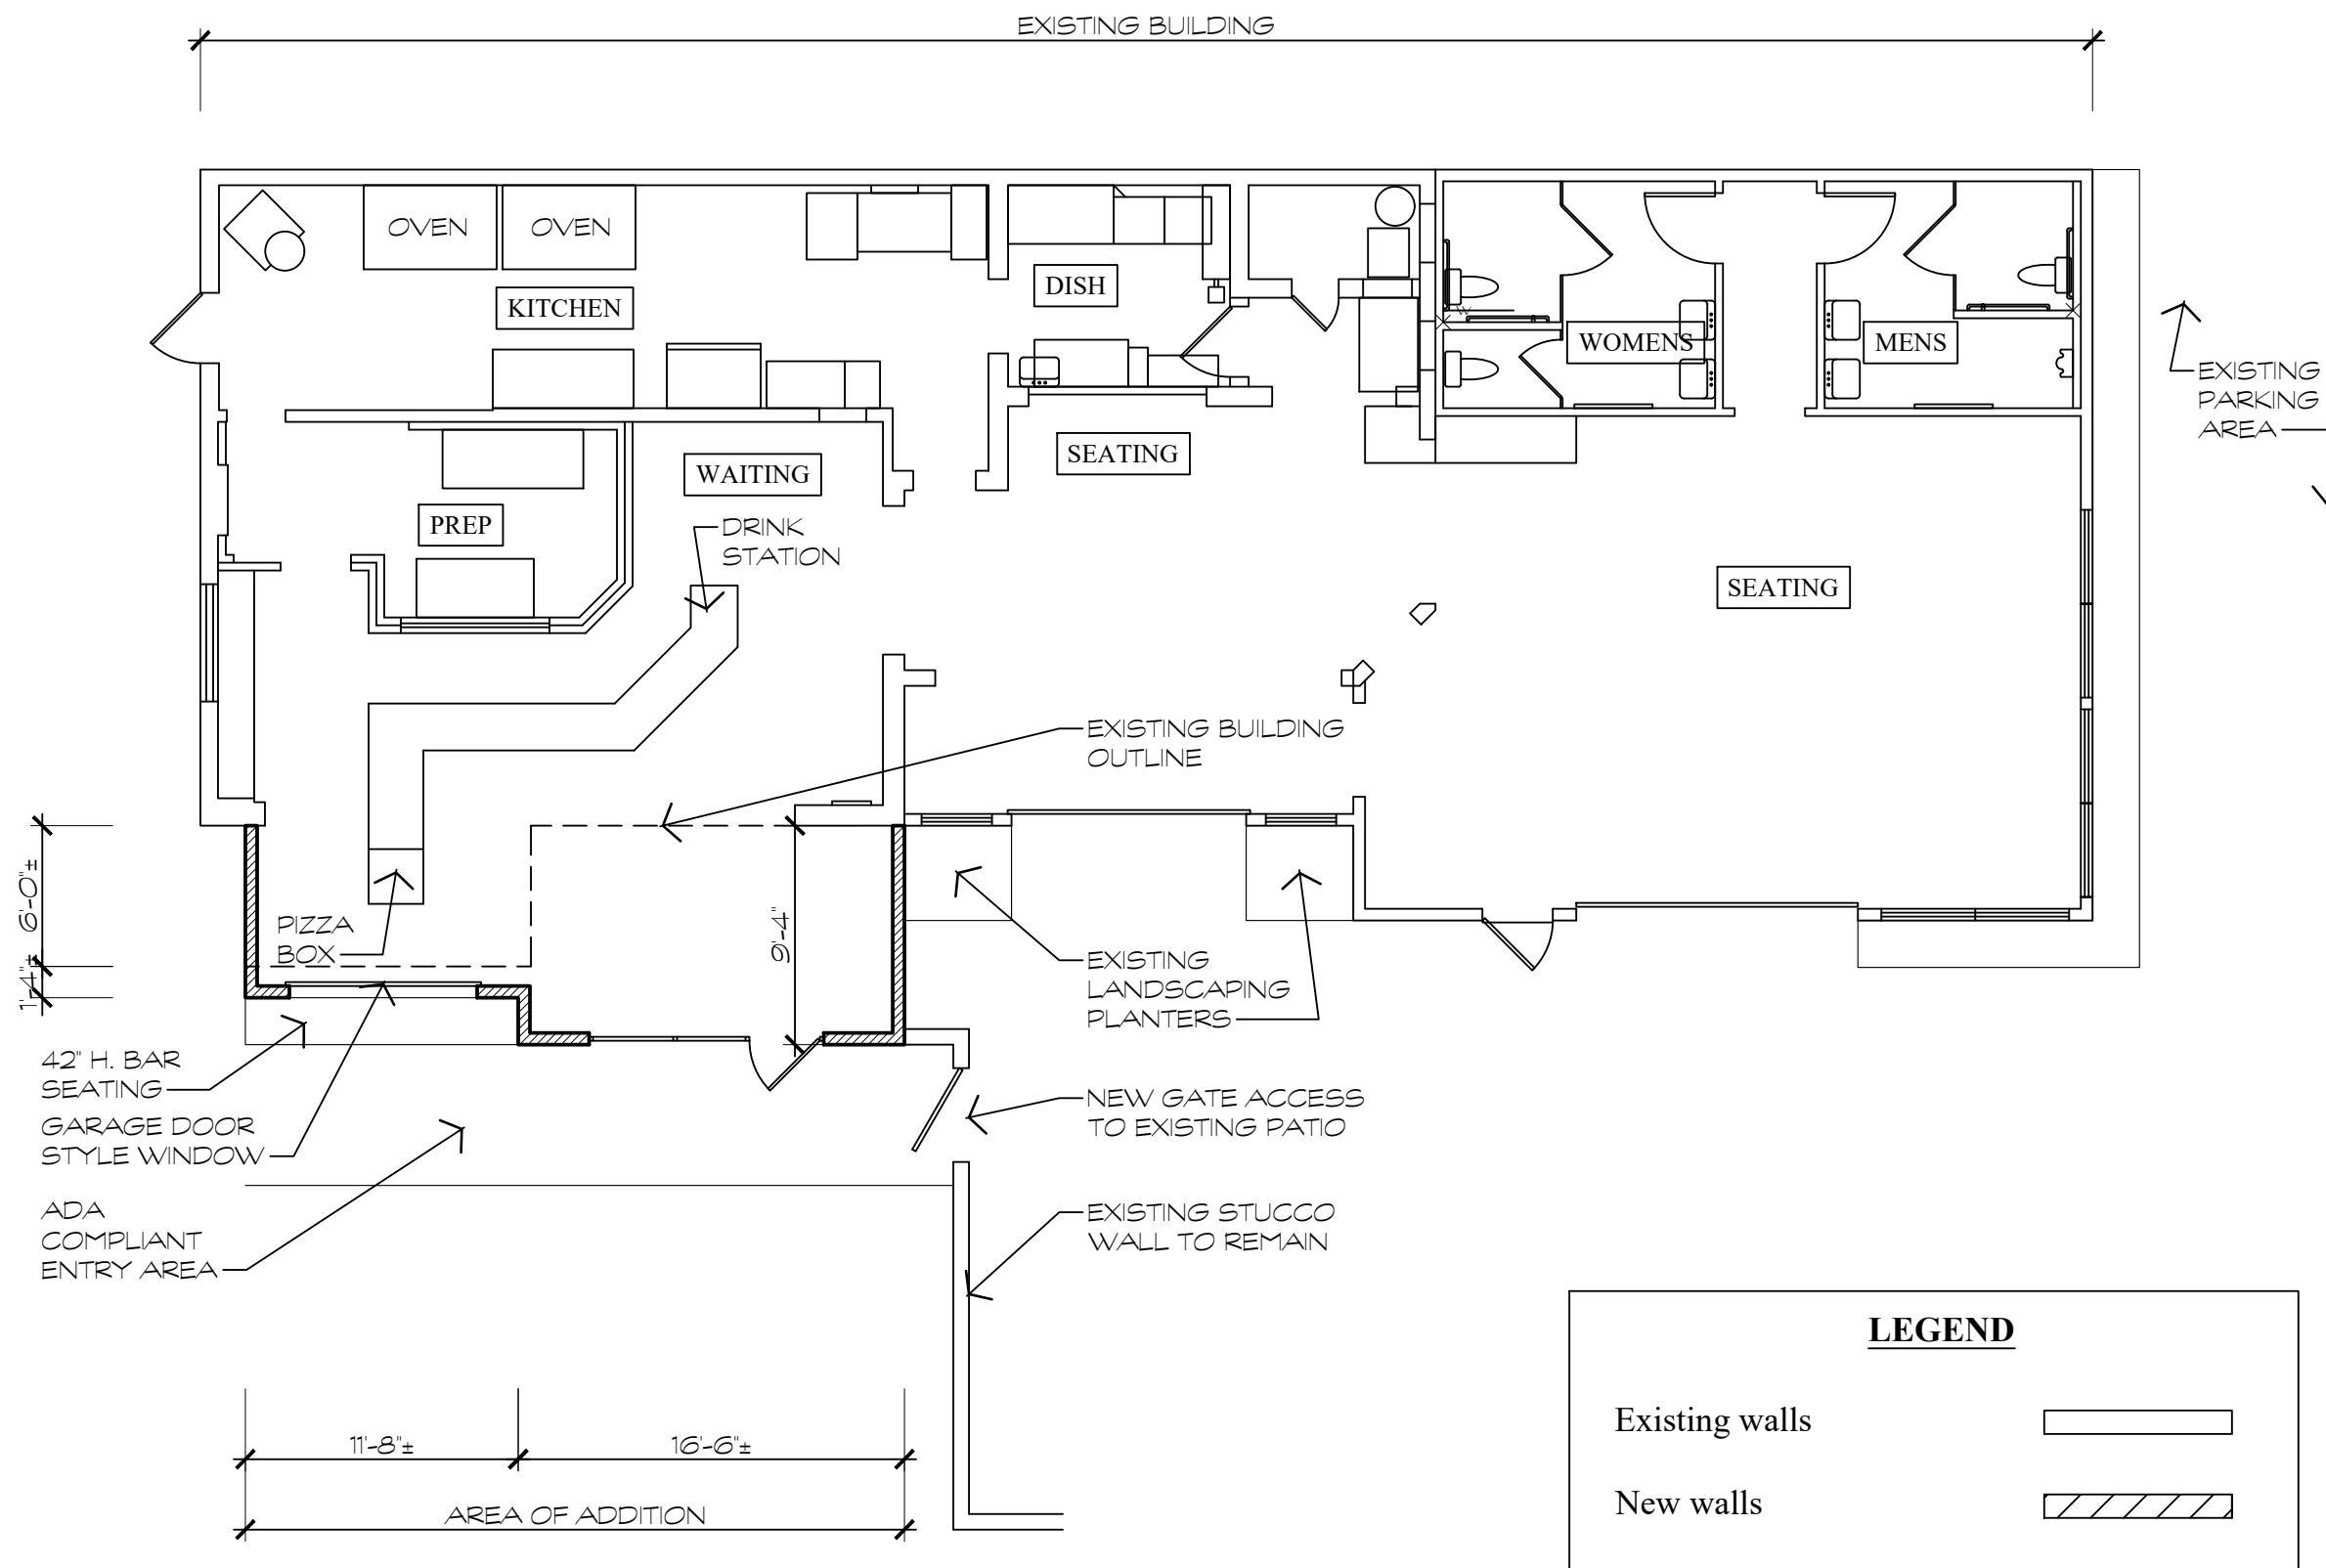 EXISTING BUILDING
OVEN
OVEN
KITCHEN
DISH
WOMENS
MENS
EXISTING
PARKING
AREA
SEATING
WAITING
PREP
DRINK
STATION
SEATING
EXISTING BUILDING
OUTLINE
6'-0"±
1'-4"±
9'-4"
PIZZA
BOX
EXISTING
LANDSCAPING
PLANTERS
42" H. BAR
SEATING
GARAGE DOOR
STYLE WINDOW
NEW GATE ACCESS
TO EXISTING PATIO
ADA
COMPLIANT
ENTRY AREA
EXISTING STUCCO
WALL TO REMAIN
LEGEND
Existing walls
New walls
11'-8"±
16'-6"±
AREA OF ADDITION